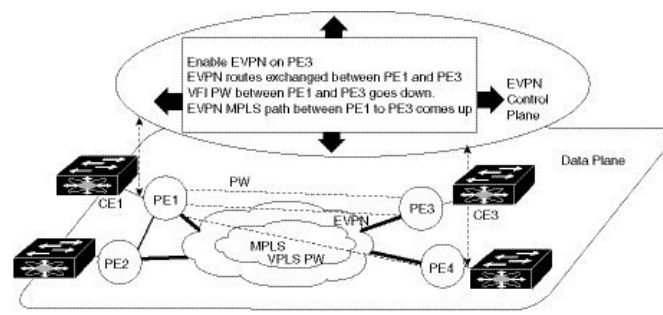 Enable EVPN on PE3
EVPN routes exchanged between PE1 and PE3
VFI PW between PE1 and PE3 goes down.
EVPN MPLS path between PE1 to PE3 comes up
EVPN
Control
Plane
Data Plane
PW
CE1
PE1
PE3
CE3
EVPN
MPLS
VPLS PW
PE2
PE4